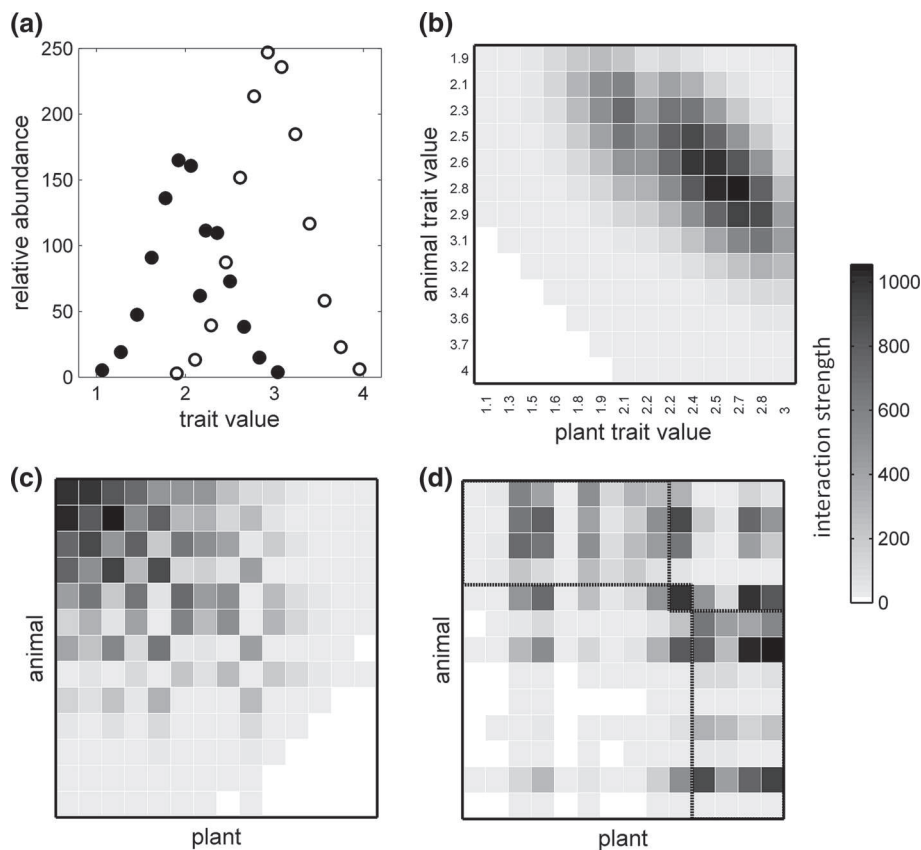 (a)
relative abundance
250
200
150
100
50
0
1 2 3 4
trait value
(b)
animal trait value
1.9
2.1
2.3
2.5
2.6
2.8
2.9
3.1
3.2
3.4
3.6
3.7
4
1.1 1.3 1.5 1.6 1.8 1.9 2.1 2.2 2.2 2.4 2.5 2.7 2.8 3
plant trait value
(c)
animal
plant
(d)
animal
plant
interaction strength
1000
800
600
400
200
0